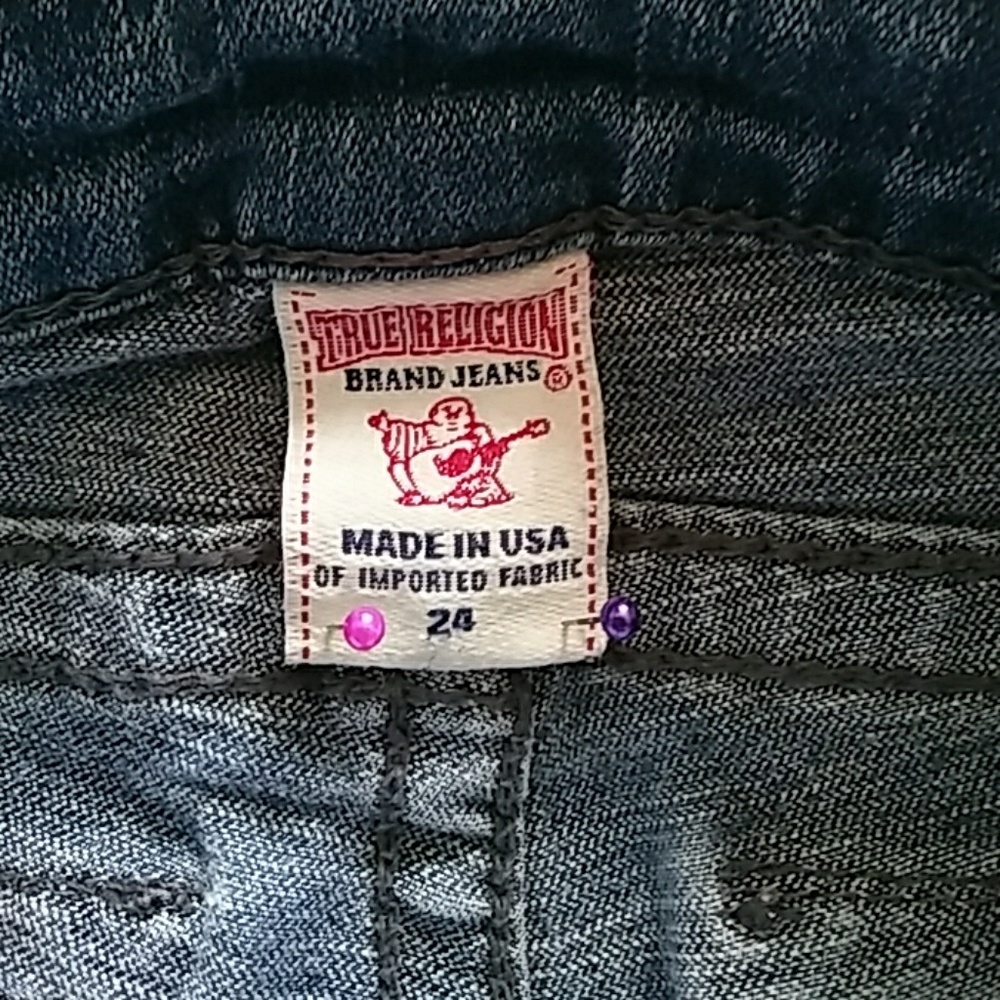 TRUE RELIGION
BRAND JEANS
MADE IN USA
OF IMPORTED FABRIC
24